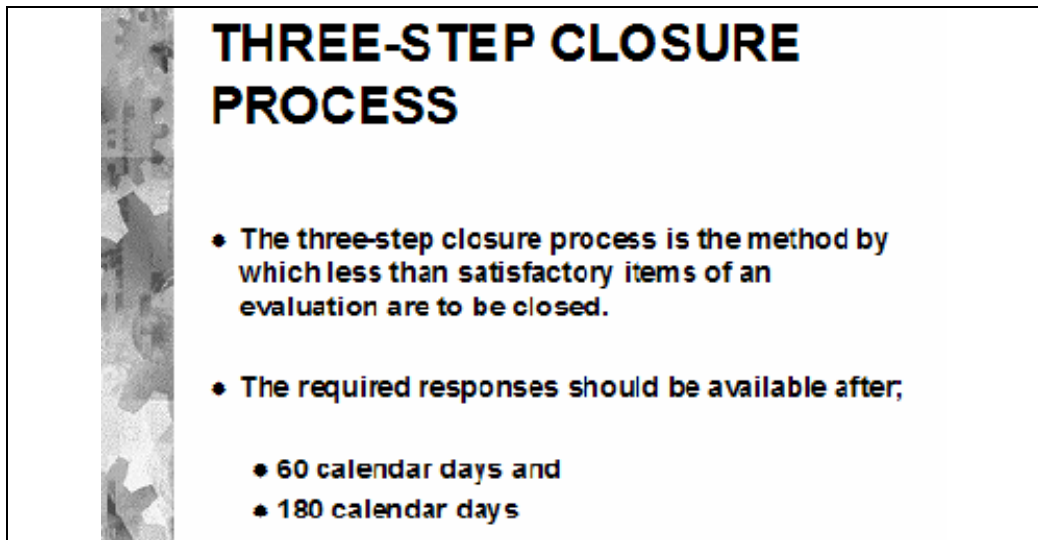 THREE-STEP CLOSURE
PROCESS
• The three-step closure process is the method by
which less than satisfactory items of an
evaluation are to be closed.
• The required responses should be available after;
• 60 calendar days and
• 180 calendar days